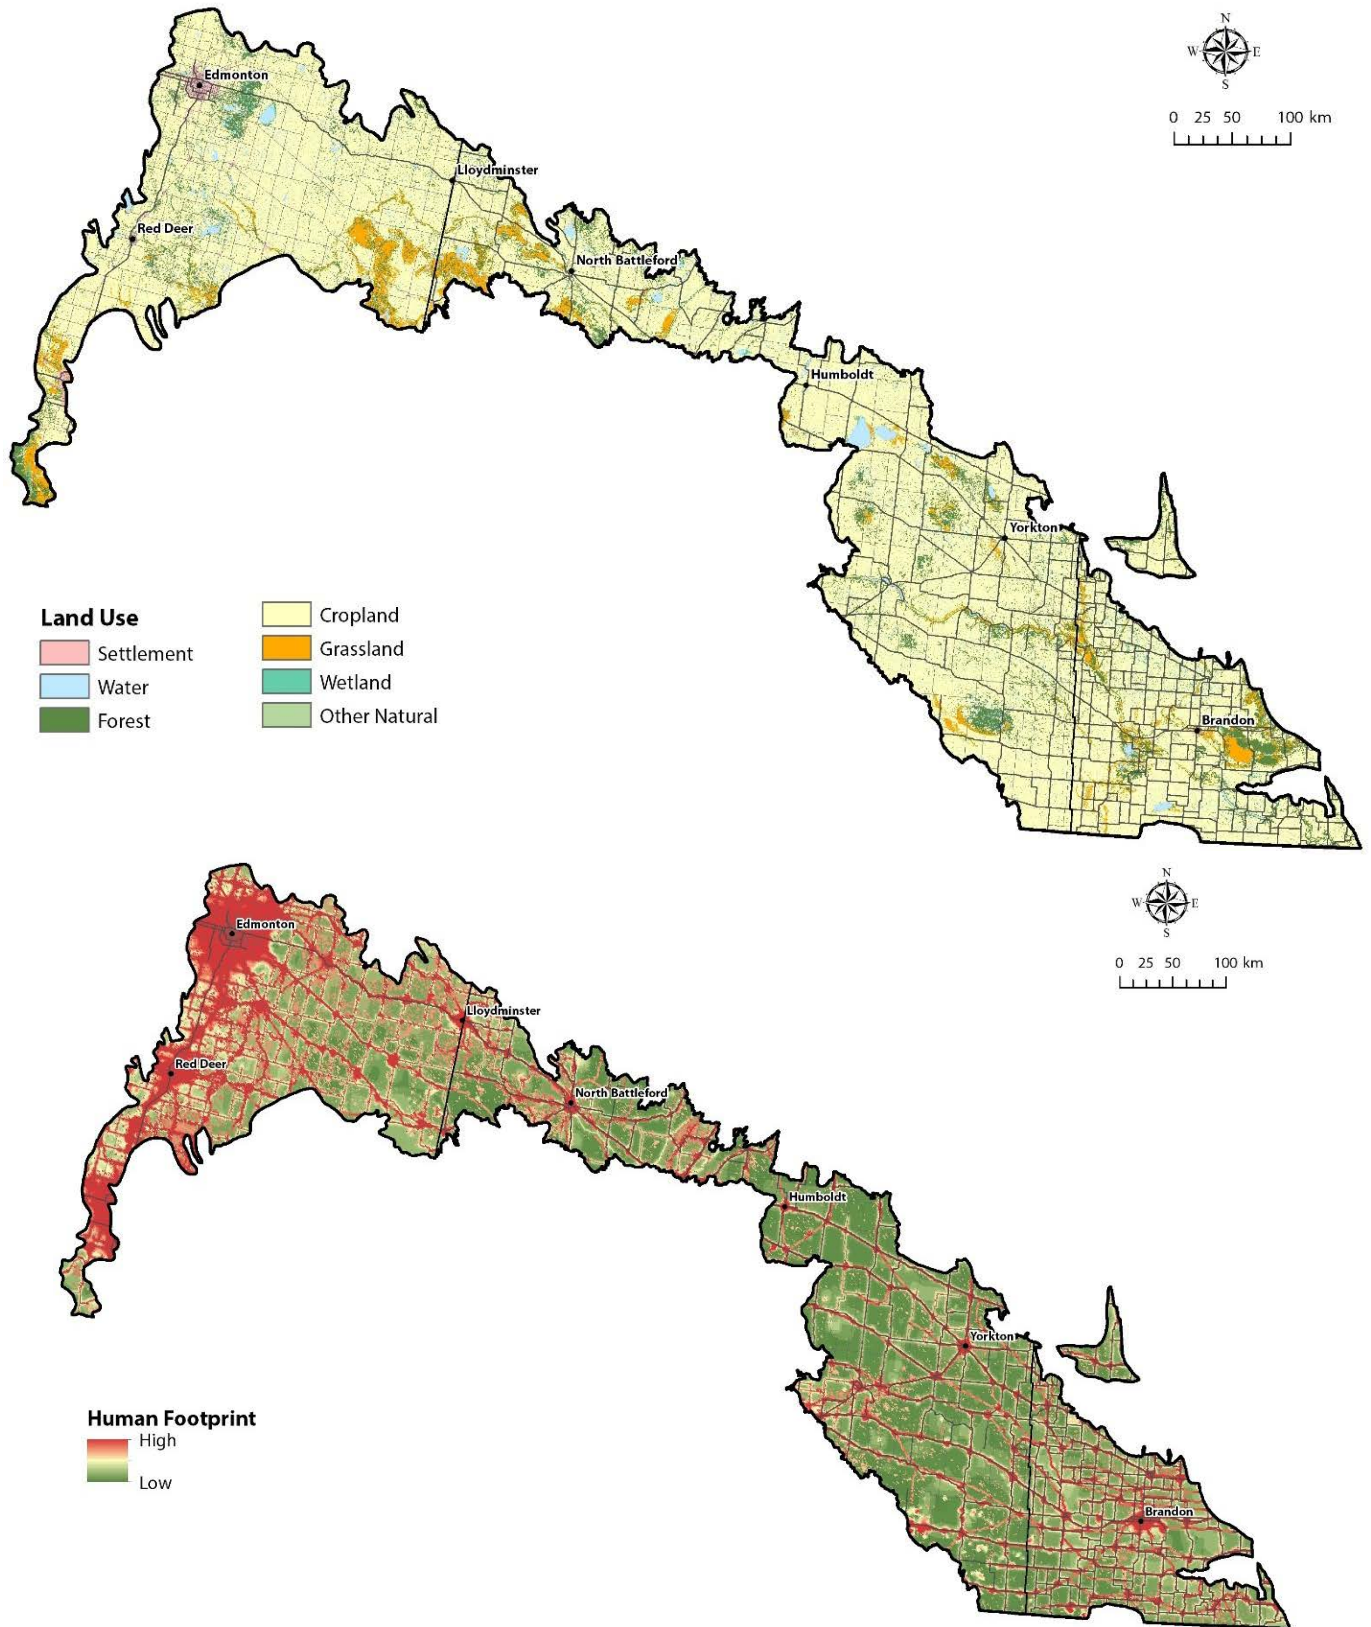 N
W E
S
0 25 50 100 km
Edmonton
Lloydminster
Red Deer
North Battleford
Humboldt
Yorkton
Brandon
Land Use
Settlement
Water
Forest
Cropland
Grassland
Wetland
Other Natural
N
W E
S
0 25 50 100 km
Edmonton
Lloydminster
Red Deer
North Battleford
Humboldt
Yorkton
Brandon
Human Footprint
High
Low